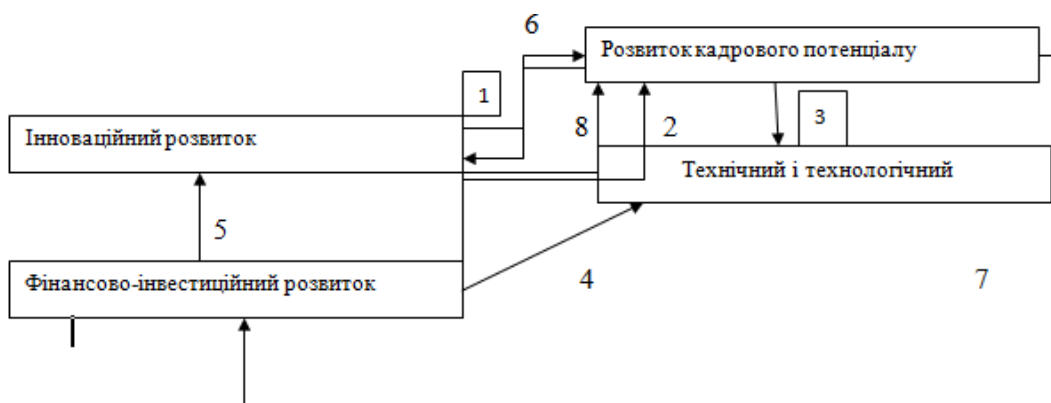 6
Розвиток кадрового потенціалу
1
Інноваційний розвиток
8
2
3
Технічний і технологічний
5
Фінансово-інвестиційний розвиток
4
7